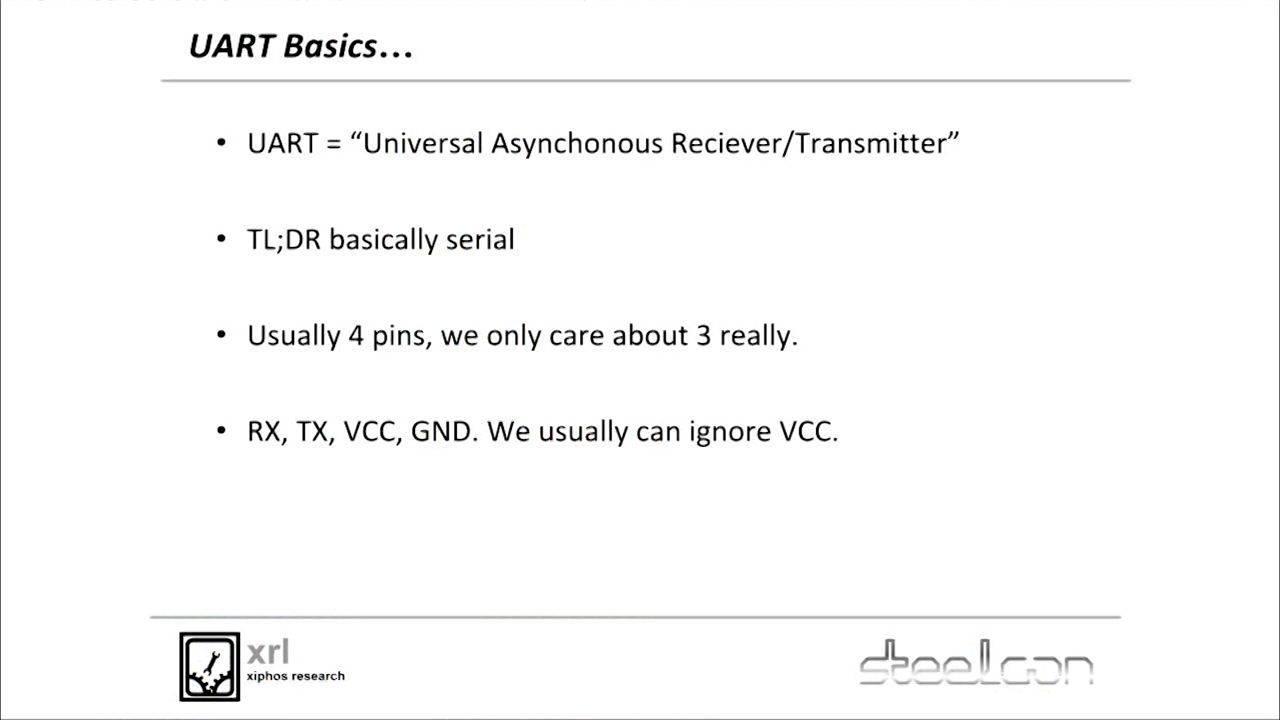 UART Basics...
• UART = “Universal Asynchonous Reciever/Transmitter”
• TL;DR basically serial
• Usually 4 pins, we only care about 3 really.
• RX, TX, VCC, GND. We usually can ignore VCC.
xrl
xiphos research
steelcon